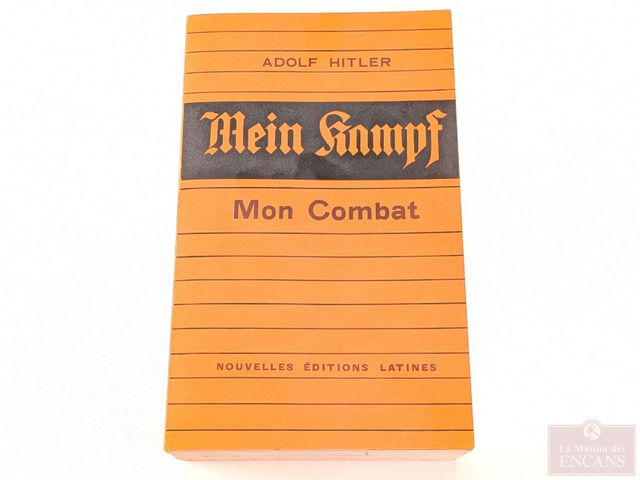 ADOLF HITLER
Mein Kampf
Mon Combat
NOUVELLES ÉDITIONS LATINES
La Maison des
ENCANS